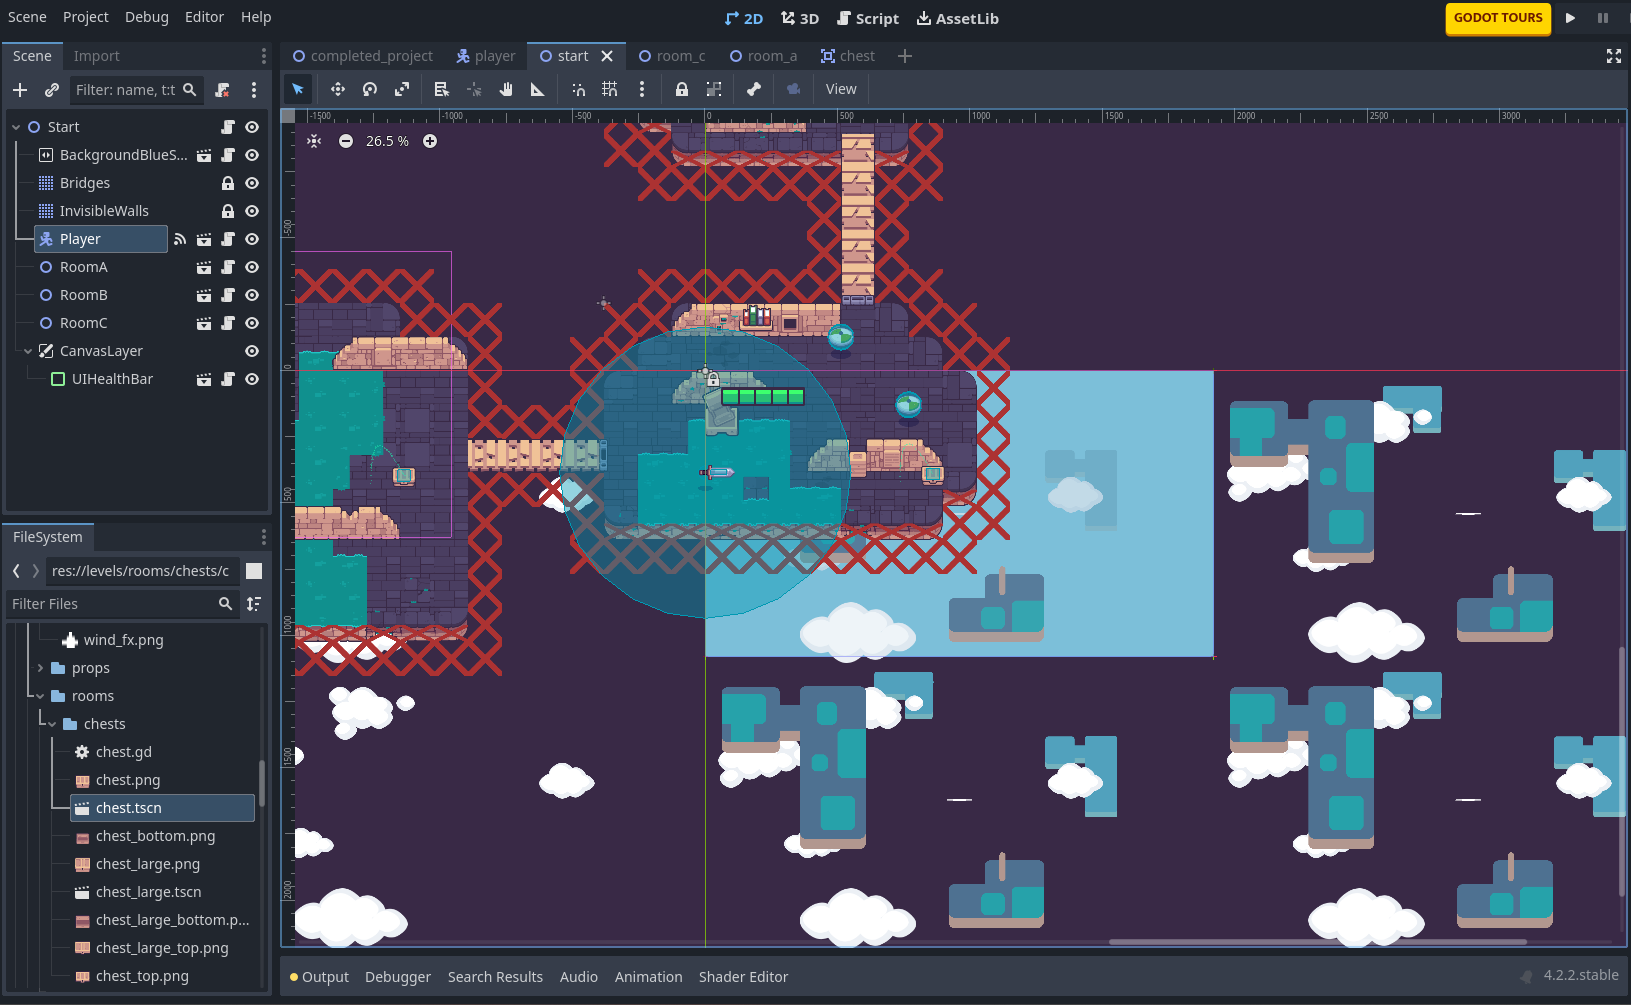 Scene Project Debug Editor Help
2D 3D Script AssetLib
GODOT TOURS
Scene Import
completed_project player start room_c room_a chest
Filter: name, t:t
View
Start
BackgroundBlueS...
Bridges
InvisibleWalls
Player
RoomA
RoomB
RoomC
CanvasLayer
UIHealthBar
-1500 -1000 -500 0 500 1000 1500 2000 2500 3000
26.5 %
-500
0
500
1000
1500
2000
FileSystem
res://levels/rooms/chests/c
Filter Files
wind_fx.png
props
rooms
chests
chest.gd
chest.png
chest.tscn
chest_bottom.png
chest_large.png
chest_large.tscn
chest_large_bottom.p...
chest_large_top.png
chest_top.png
Output Debugger Search Results Audio Animation Shader Editor
4.2.2.stable